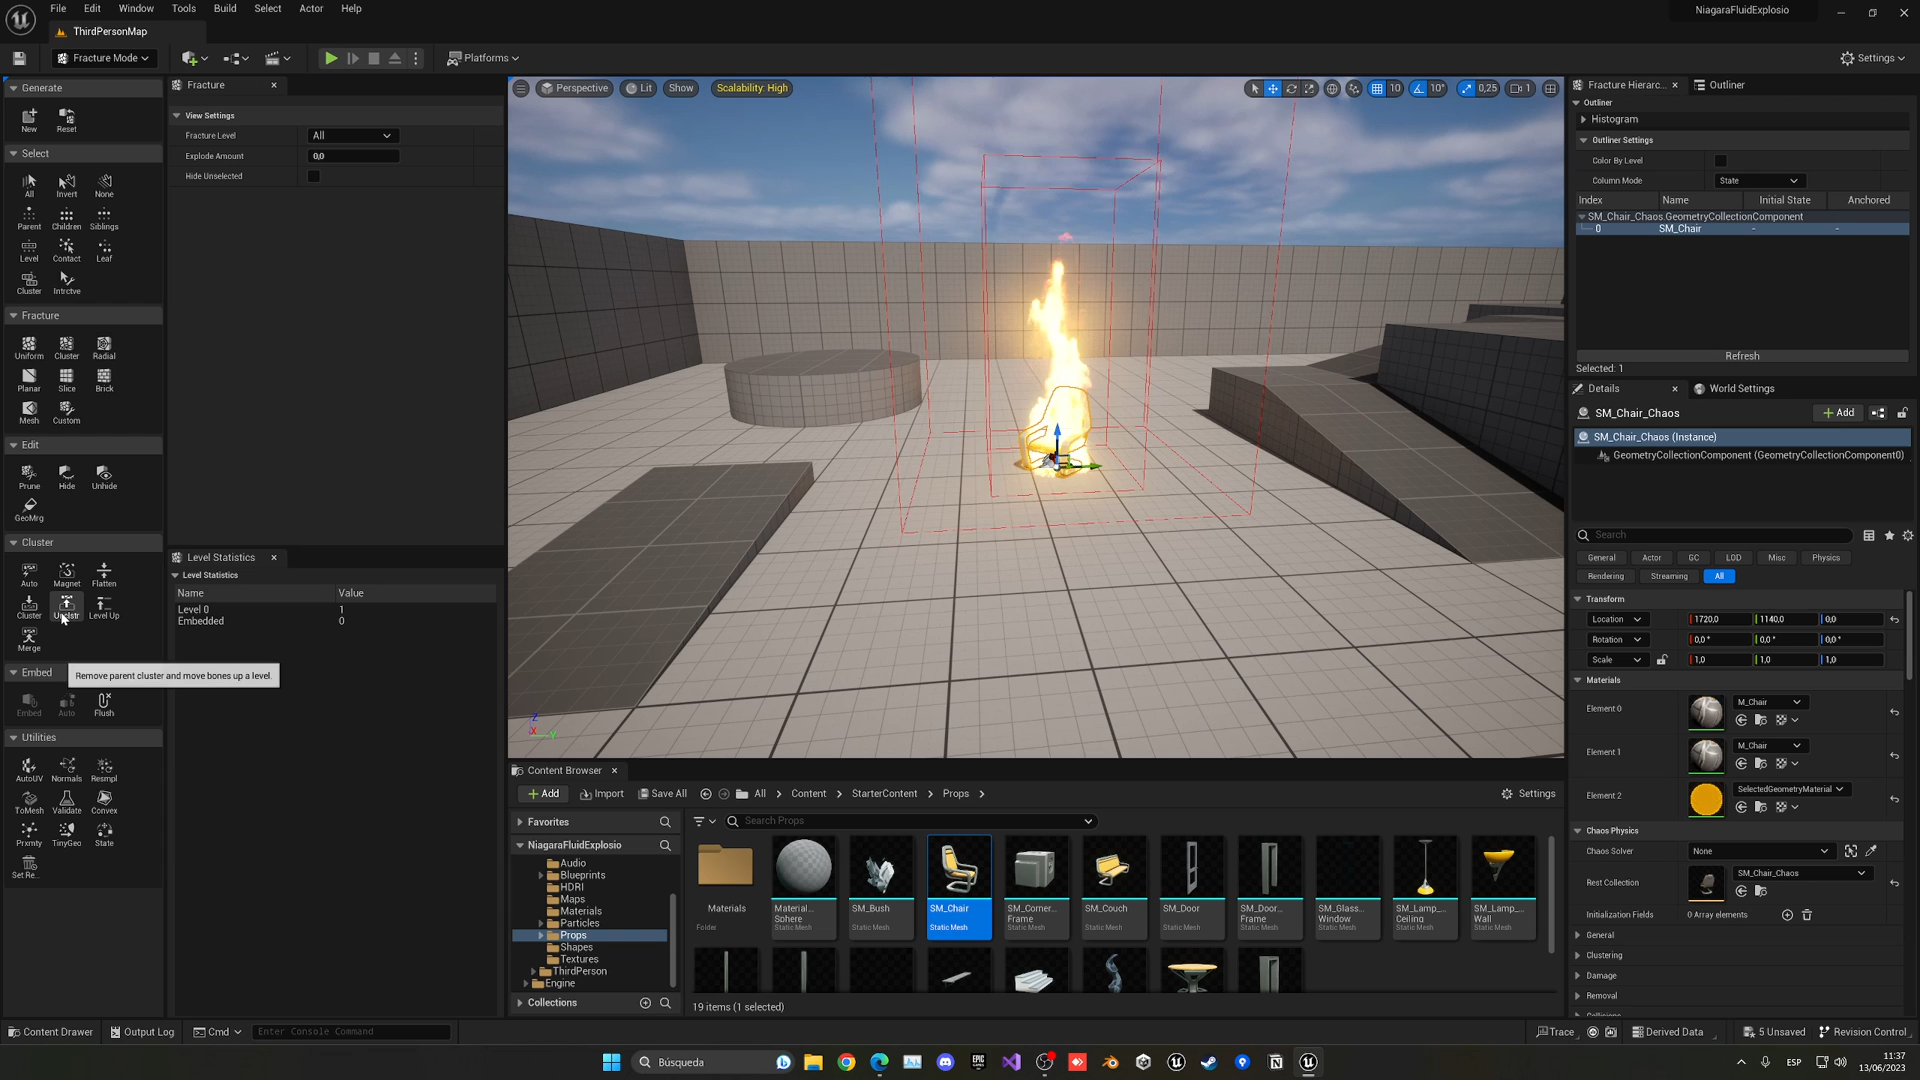 File Edit Window Tools Build Select Actor Help
NiagaraFluidExplosio
ThirdPersonMap
Fracture Mode
Platforms
Settings
Generate
New Reset
Select
All Invert None
Parent Children Siblings
Level Contact Leaf
Cluster Intrctve
Fracture
Uniform Cluster Radial
Planar Slice Brick
Mesh Custom
Edit
Prune Hide Unhide
GeoMrg
Cluster
Auto Magnet Flatten
Cluster Level Up
Merge
Embed
Remove parent cluster and move bones up a level.
Embed Auto Flush
Utilities
AutoUV Normals Resmpl
ToMesh Validate Convex
Prxmty TinyGeo State
Set Re...
Fracture
View Settings
Fracture Level All
Explode Amount 0,0
Hide Unselected
Level Statistics
Level Statistics
Name Value
Level 0 1
Embedded 0
Perspective Lit Show Scalability: High
10 10° 0,25 1
Z
X
Y
Fracture Hierarc... Outliner
Outliner
Histogram
Outliner Settings
Color By Level
Column Mode State
Index Name Initial State Anchored
SM_Chair_Chaos.GeometryCollectionComponent
0 SM_Chair - -
Refresh
Selected: 1
Details World Settings
SM_Chair_Chaos Add
SM_Chair_Chaos (Instance)
GeometryCollectionComponent (GeometryCollectionComponent0)
Search
General Actor GC LOD Misc Physics
Rendering Streaming All
Transform
Location 1720,0 1140,0 0,0
Rotation 0,0 ° 0,0 ° 0,0 °
Scale 1,0 1,0 1,0
Materials
Element 0 M_Chair
Element 1 M_Chair
Element 2 SelectedGeometryMaterial
Chaos Physics
Chaos Solver None
Rest Collection SM_Chair_Chaos
Initialization Fields 0 Array elements
General
Clustering
Damage
Removal
Content Browser
Add Import Save All All Content StarterContent Props Settings
Favorites
Search Props
NiagaraFluidExplosio
Audio
Blueprints
HDRI
Maps
Materials
Particles
Props
Shapes
Textures
ThirdPerson
Engine
Collections
Materials
Folder
Material... Sphere
Static Mesh
SM_Bush
Static Mesh
SM_Chair
Static Mesh
SM_Corner... Frame
Static Mesh
SM_Couch
Static Mesh
SM_Door
Static Mesh
SM_Door... Frame
Static Mesh
SM_Glass... Window
Static Mesh
SM_Lamp_... Ceiling
Static Mesh
SM_Lamp_... Wall
Static Mesh
19 items (1 selected)
Content Drawer Output Log Cmd Enter Console Command
Trace Derived Data 5 Unsaved Revision Control
Búsqueda
EPIC GAMES
ESP
11:37
13/06/2023